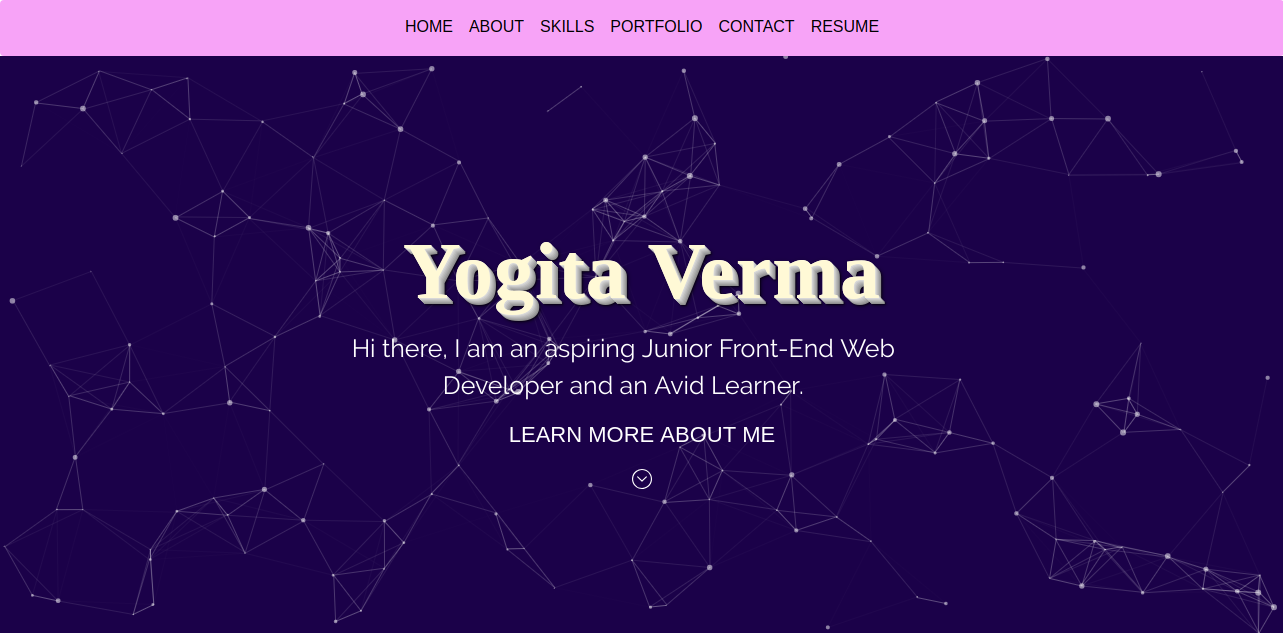 HOME ABOUT SKILLS PORTFOLIO CONTACT RESUME
Yogita Verma
Hi there, I am an aspiring Junior Front-End Web
Developer and an Avid Learner.
LEARN MORE ABOUT ME